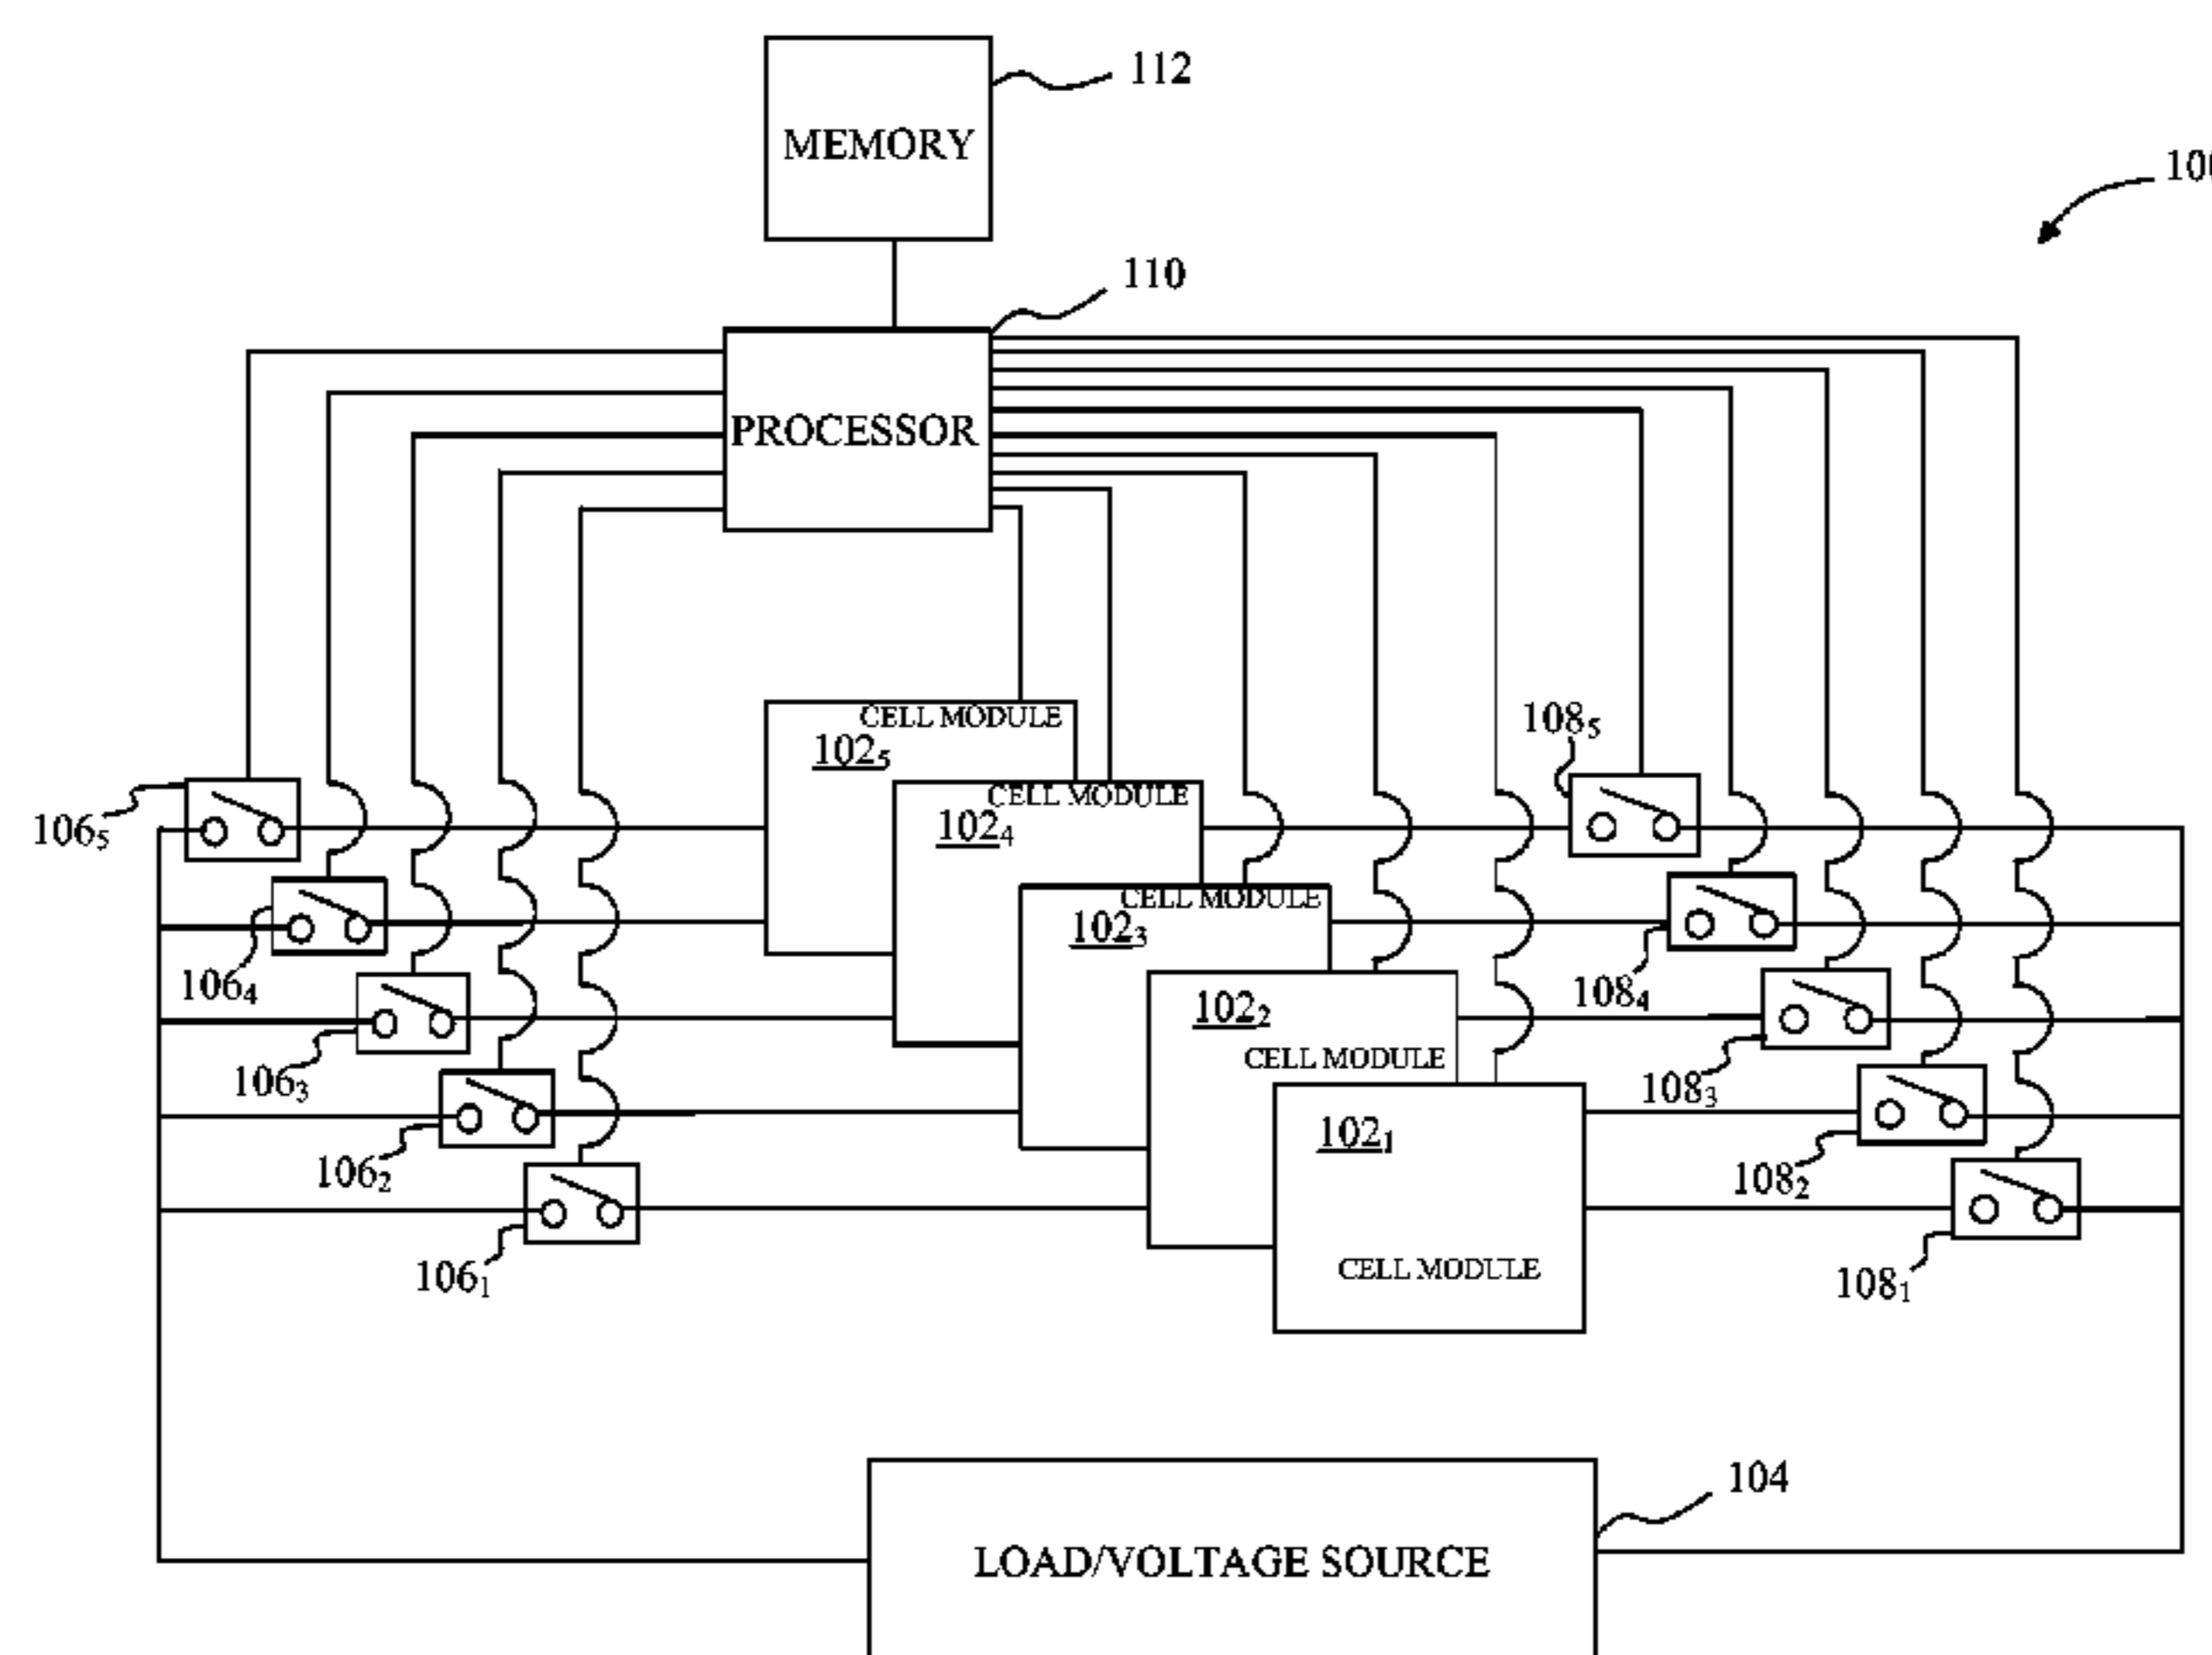 112
MEMORY
110
PROCESSOR
CELL MODULE
102₅
108₅
CELL MODULE
106₅
102₄
CELL MODULE
102₃
106₄
108₄
102₂
CELL MODULE
106₃
108₃
102₁
106₂
108₂
CELL MODULE
106₁
108₁
104
LOAD/VOLTAGE SOURCE